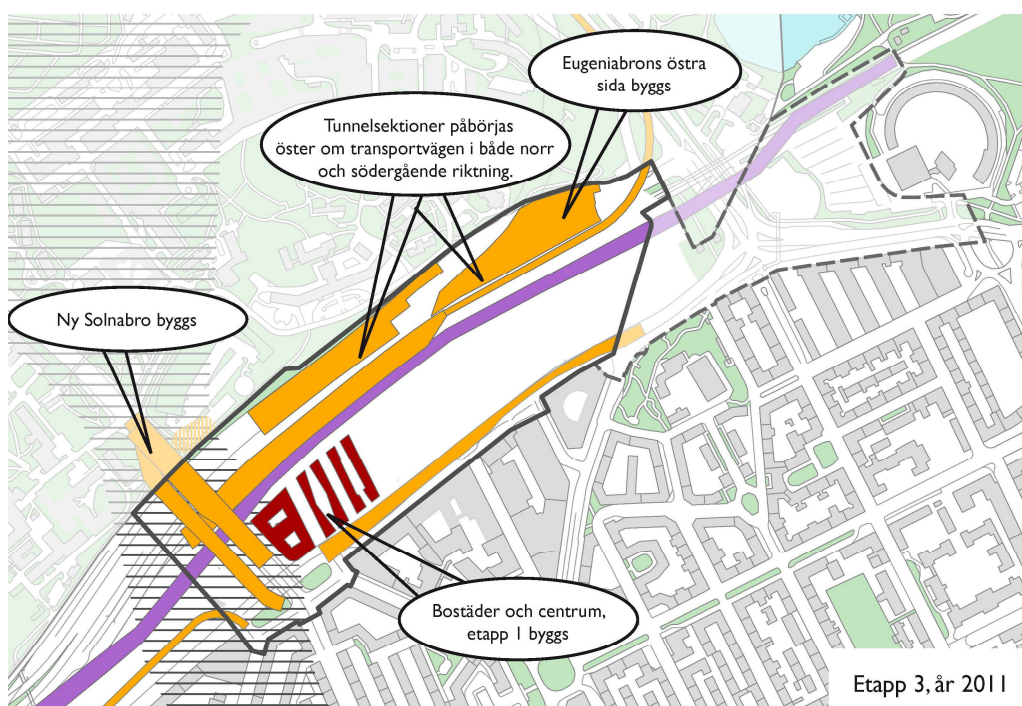 Eugeniabrons östra
sida byggs
Tunnelsektioner påbörjas
öster om transportvägen i både norr
och södergående riktning.
Ny Solnabro byggs
Bostäder och centrum,
etapp 1 byggs
Etapp 3, år 2011